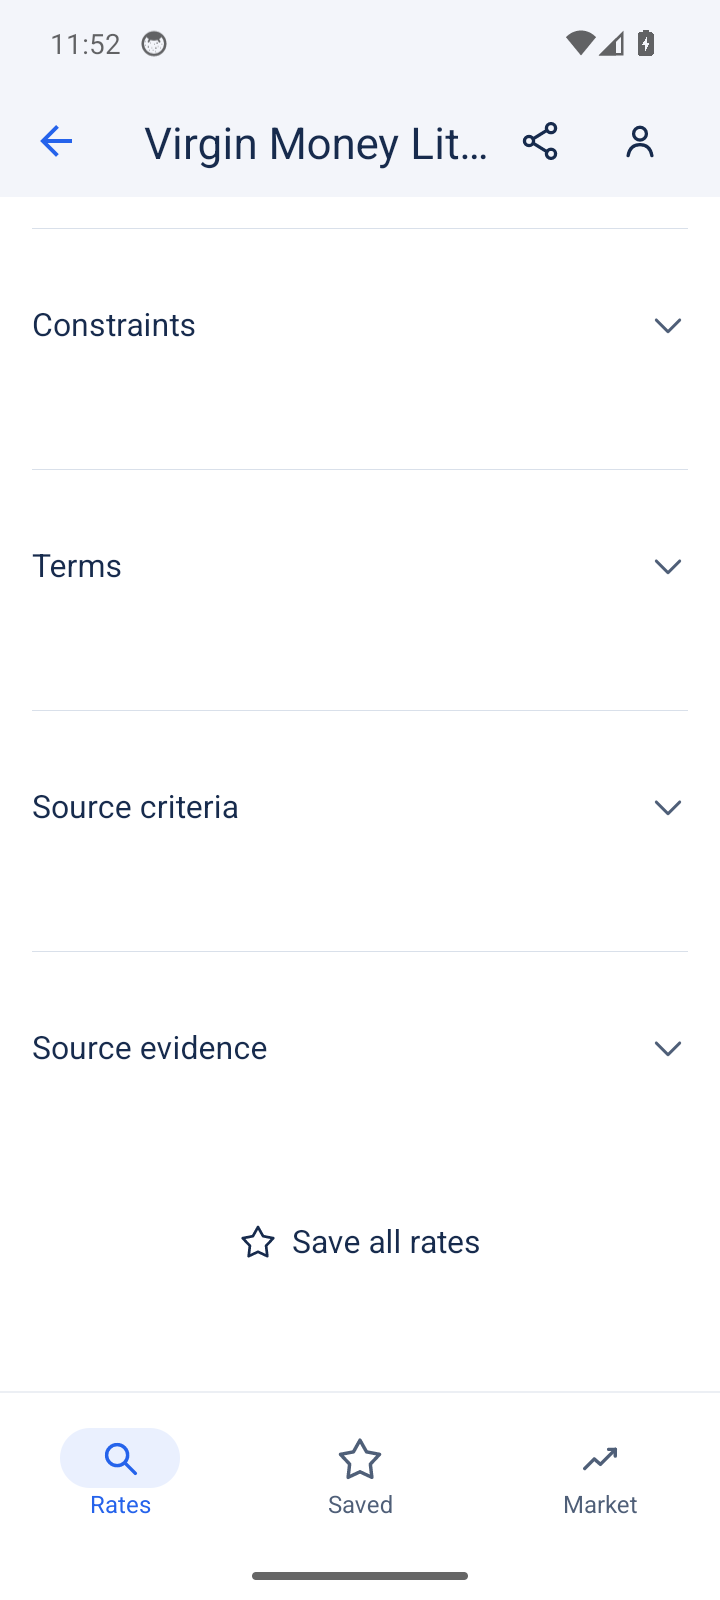 11:52
Virgin Money Lit...
Constraints
Terms
Source criteria
Source evidence
Save all rates
Rates
Saved
Market